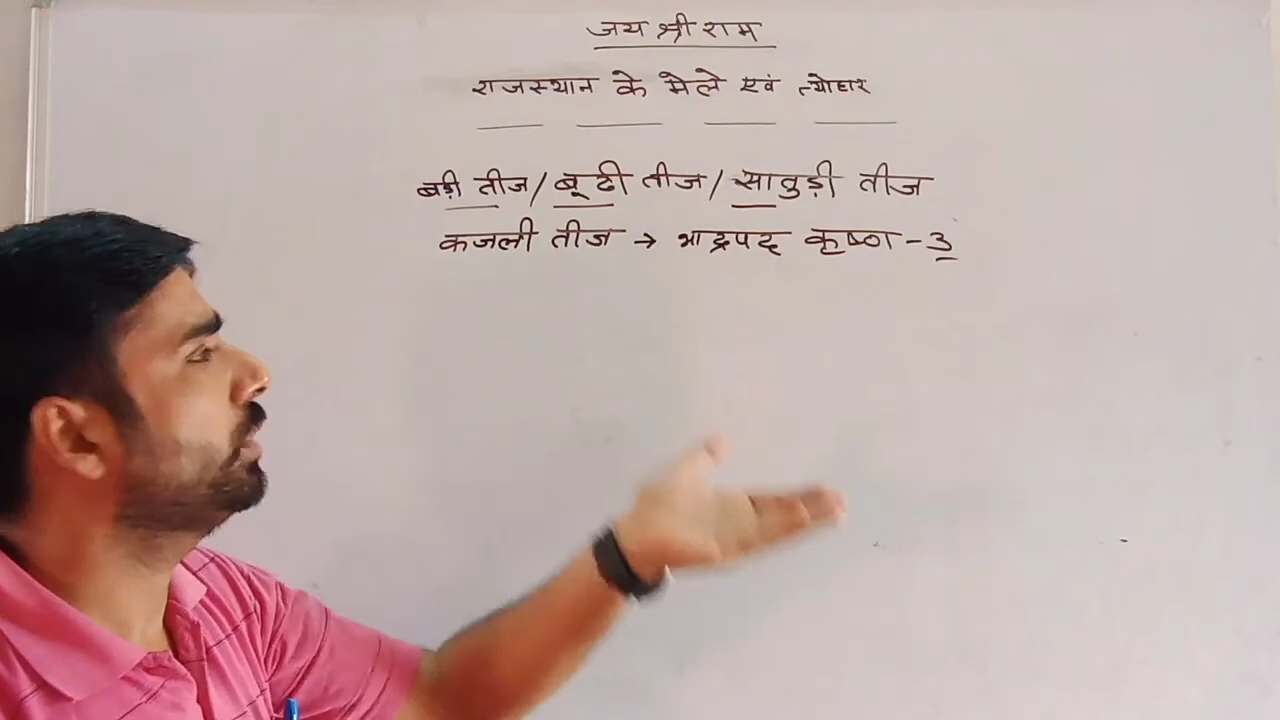 जय श्री राम
राजस्थान के मेले एवं त्योहार
बड़ी तीज / बूढी तीज / सातुड़ी तीज
कजली तीज → भाद्रपद कृष्ण - 3